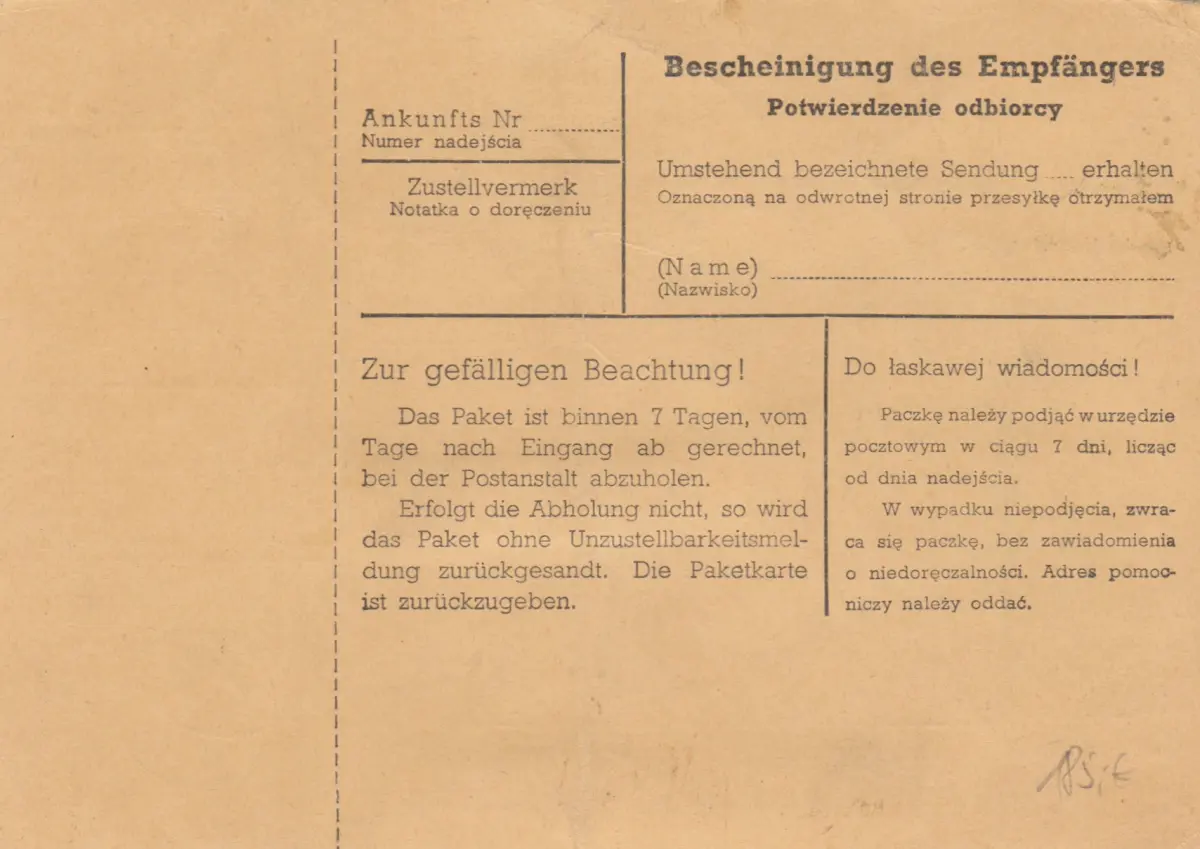 Bescheinigung des Empfängers
Potwierdzenie odbiorcy
Ankunfts Nr
Numer nadejścia
Zustellvermerk
Notatka o doręczeniu
Umstehend bezeichnete Sendung ..... erhalten
Oznaczoną na odwrotnej stronie przesyłkę otrzymałem
(Name)
(Nazwisko)
Zur gefälligen Beachtung!
Das Paket ist binnen 7 Tagen, vom
Tage nach Eingang ab gerechnet,
bei der Postanstalt abzuholen.
Erfolgt die Abholung nicht, so wird
das Paket ohne Unzustellbarkeitsmel-
dung zurückgesandt. Die Paketkarte
ist zurückzugeben.
Do łaskawej wiadomości!
Paczkę należy podjąć w urzędzie
pocztowym w ciągu 7 dni, licząc
od dnia nadejścia.
W wypadku niepodjęcia, zwra-
ca się paczkę, bez zawiadomienia
o niedoręczalności. Adres pomoc-
niczy należy oddać.
185,-€